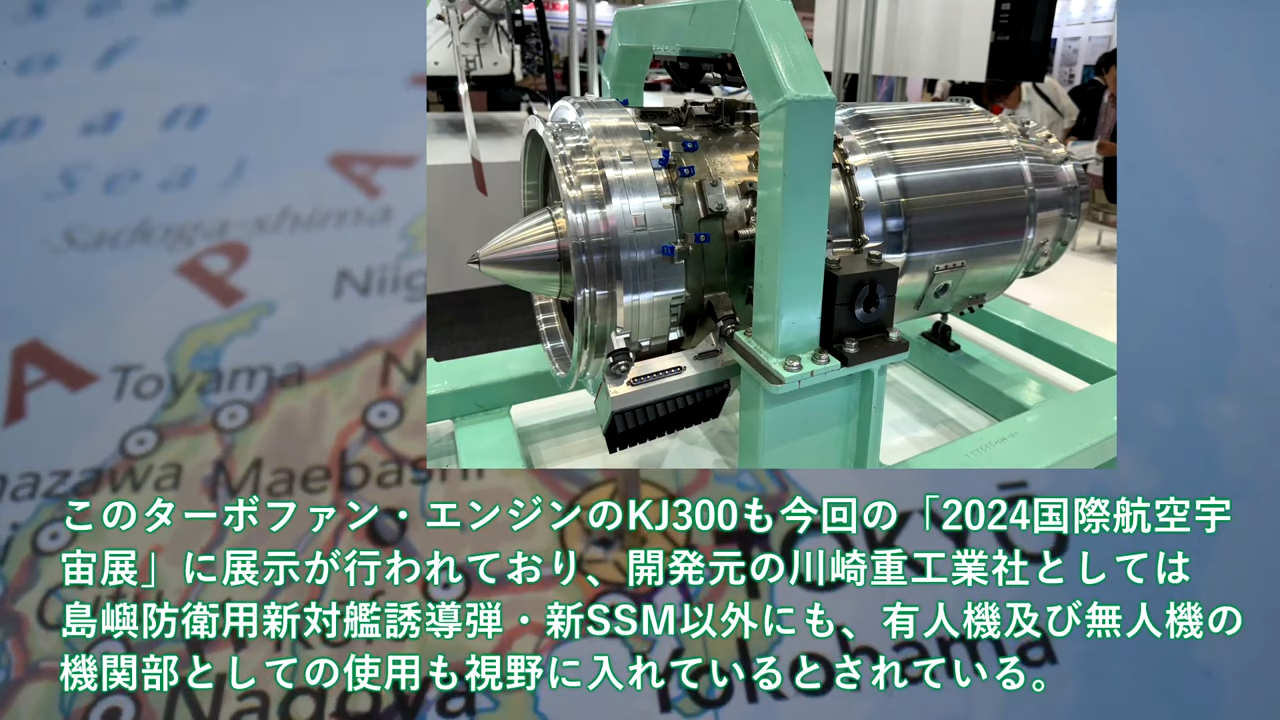 Sea)
Sadoga-shima
J A P A
Toyama
Maebashi
このターボファン・エンジンのKJ300も今回の「2024国際航空宇
宙展」に展示が行われており、開発元の川崎重工業社としては
島嶼防衛用新対艦誘導弾・新SSM以外にも、有人機及び無人機の
機関部としての使用も視野に入れているとされている。
Nagoya
Yokohama